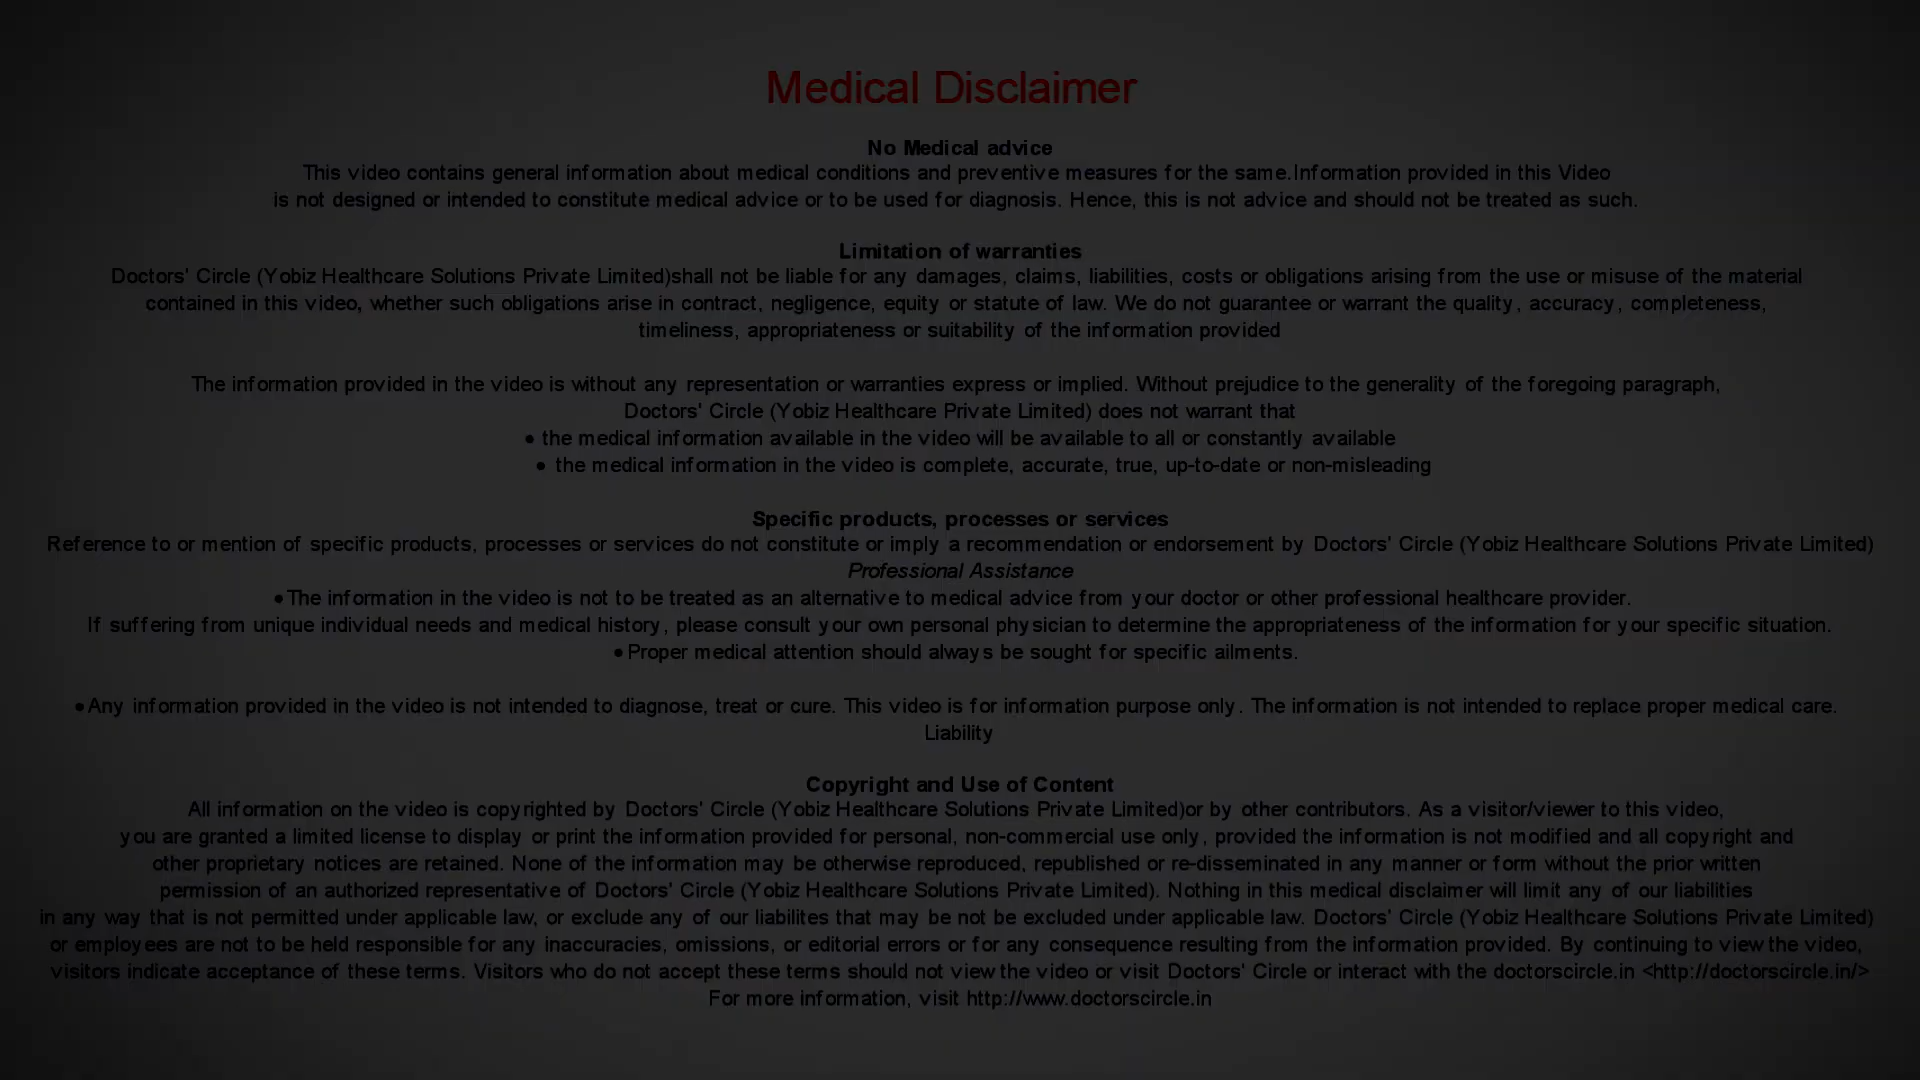 Medical Disclaimer
No Medical advice
This video contains general information about medical conditions and preventive measures for the same.Information provided in this Video
is not designed or intended to constitute medical advice or to be used for diagnosis. Hence, this is not advice and should not be treated as such.
Limitation of warranties
Doctors' Circle (Yobiz Healthcare Solutions Private Limited)shall not be liable for any damages, claims, liabilities, costs or obligations arising from the use or misuse of the material
contained in this video, whether such obligations arise in contract, negligence, equity or statute of law. We do not guarantee or warrant the quality, accuracy, completeness,
timeliness, appropriateness or suitability of the information provided
The information provided in the video is without any representation or warranties express or implied. Without prejudice to the generality of the foregoing paragraph,
Doctors' Circle (Yobiz Healthcare Private Limited) does not warrant that
● the medical information available in the video will be available to all or constantly available
● the medical information in the video is complete, accurate, true, up-to-date or non-misleading
Specific products, processes or services
Reference to or mention of specific products, processes or services do not constitute or imply a recommendation or endorsement by Doctors' Circle (Yobiz Healthcare Solutions Private Limited)
Professional Assistance
●The information in the video is not to be treated as an alternative to medical advice from your doctor or other professional healthcare provider.
If suffering from unique individual needs and medical history, please consult your own personal physician to determine the appropriateness of the information for your specific situation.
●Proper medical attention should always be sought for specific ailments.
●Any information provided in the video is not intended to diagnose, treat or cure. This video is for information purpose only. The information is not intended to replace proper medical care.
Liability
Copyright and Use of Content
All information on the video is copyrighted by Doctors' Circle (Yobiz Healthcare Solutions Private Limited)or by other contributors. As a visitor/viewer to this video,
you are granted a limited license to display or print the information provided for personal, non-commercial use only, provided the information is not modified and all copyright and
other proprietary notices are retained. None of the information may be otherwise reproduced, republished or re-disseminated in any manner or form without the prior written
permission of an authorized representative of Doctors' Circle (Yobiz Healthcare Solutions Private Limited). Nothing in this medical disclaimer will limit any of our liabilities
in any way that is not permitted under applicable law, or exclude any of our liabilites that may be not be excluded under applicable law. Doctors' Circle (Yobiz Healthcare Solutions Private Limited)
or employees are not to be held responsible for any inaccuracies, omissions, or editorial errors or for any consequence resulting from the information provided. By continuing to view the video,
visitors indicate acceptance of these terms. Visitors who do not accept these terms should not view the video or visit Doctors' Circle or interact with the doctorscircle.in <http://doctorscircle.in/>
For more information, visit http://www.doctorscircle.in